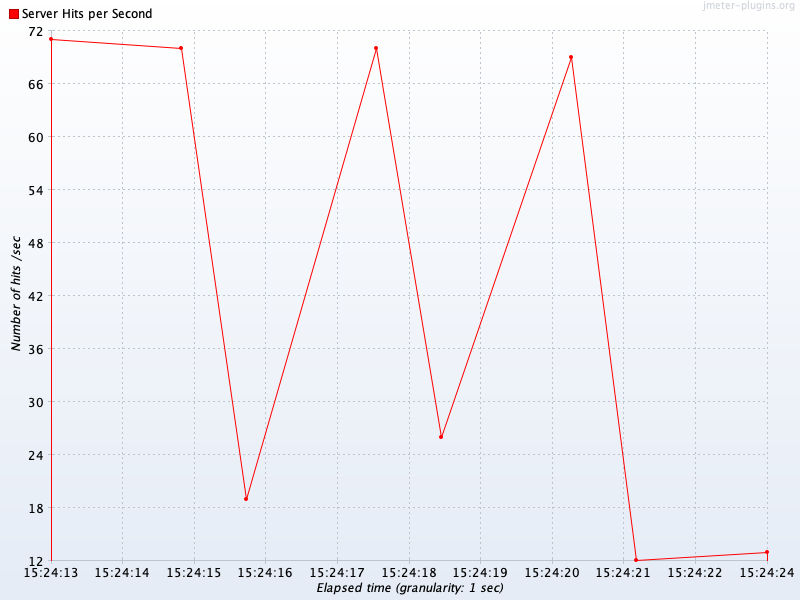 jmeter-plugins.org
Server Hits per Second
72
66
60
54
48
42
36
30
24
18
12
Number of hits /sec
15:24:13 15:24:14 15:24:15 15:24:16 15:24:17 15:24:18 15:24:19 15:24:20 15:24:21 15:24:22 15:24:24
Elapsed time (granularity: 1 sec)